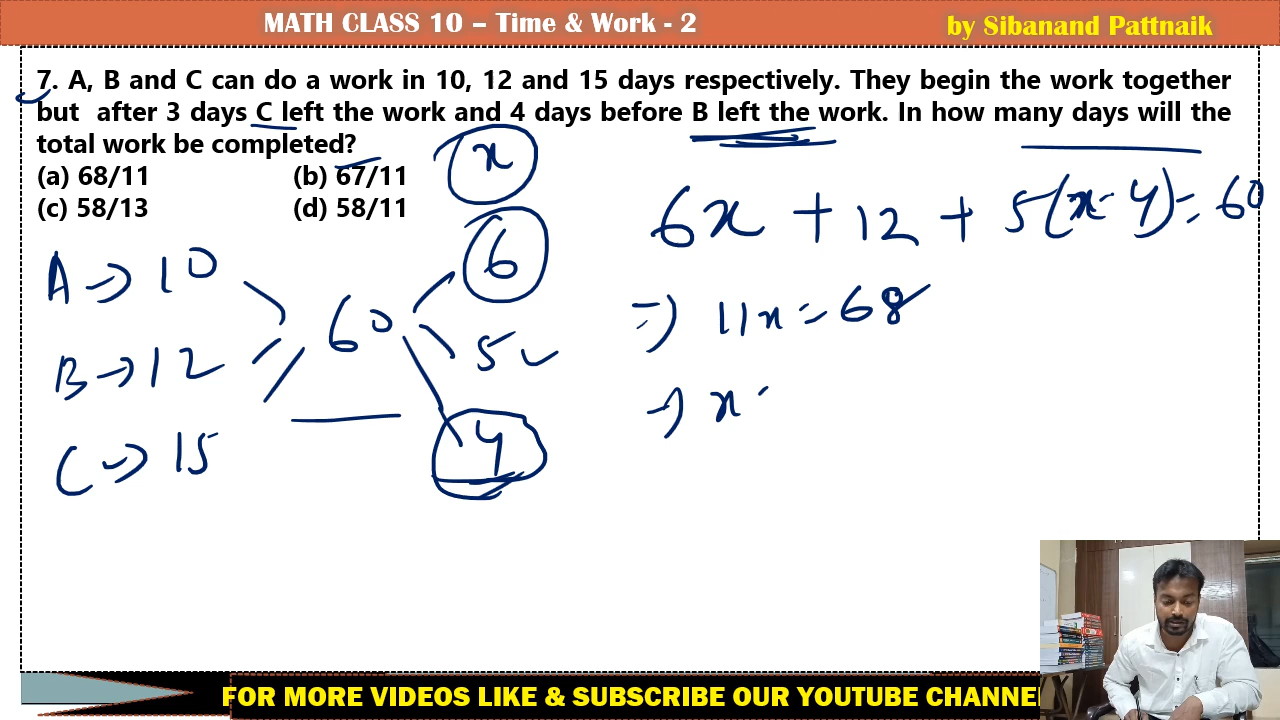 MATH CLASS 10 – Time & Work - 2
by Sibanand Pattnaik
7. A, B and C can do a work in 10, 12 and 15 days respectively. They begin the work together
but after 3 days C left the work and 4 days before B left the work. In how many days will the
total work be completed?
(a) 68/11 (b) 67/11
(c) 58/13 (d) 58/11
x
6x + 12 + 5(x-4) = 60
A → 10
6
60
⇒ 11x = 68
B → 12
5
→ x =
C → 15
4
FOR MORE VIDEOS LIKE & SUBSCRIBE OUR YOUTUBE CHANNE